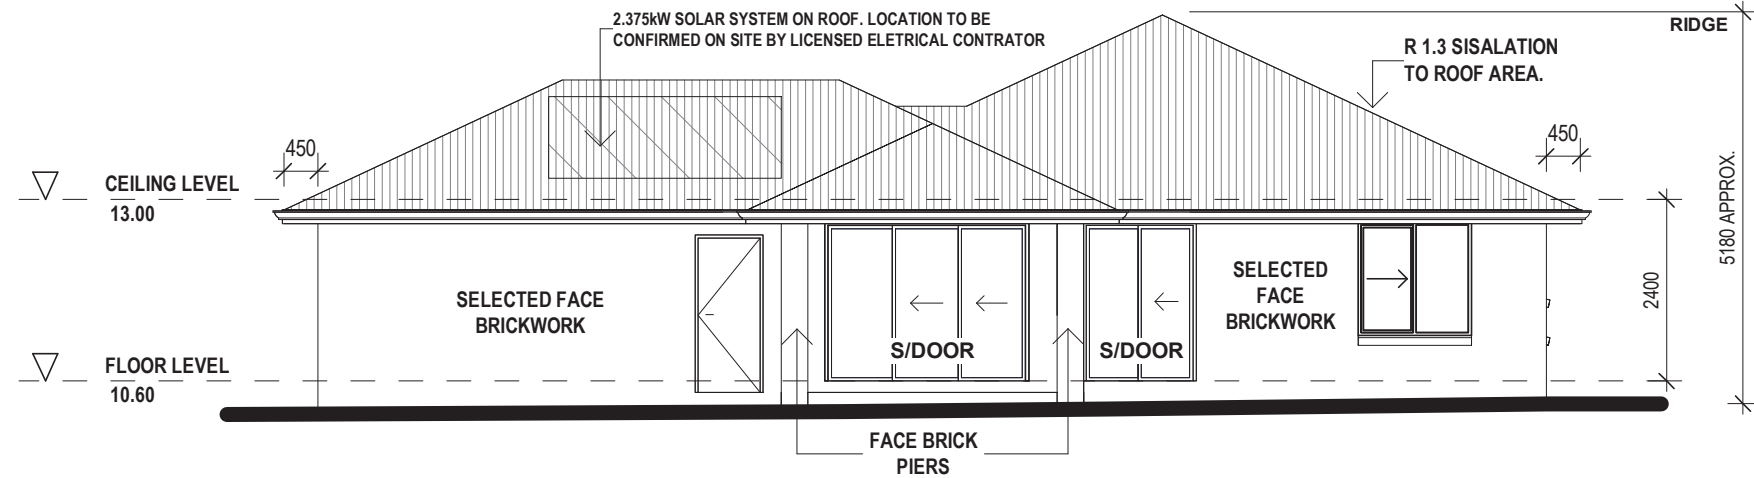 2.375kW SOLAR SYSTEM ON ROOF. LOCATION TO BE
CONFIRMED ON SITE BY LICENSED ELETRICAL CONTRATOR
RIDGE
R 1.3 SISALATION
TO ROOF AREA.
450
450
CEILING LEVEL
13.00
5180 APPROX.
2400
SELECTED FACE
BRICKWORK
SELECTED
FACE
BRICKWORK
S/DOOR
S/DOOR
FLOOR LEVEL
10.60
FACE BRICK
PIERS